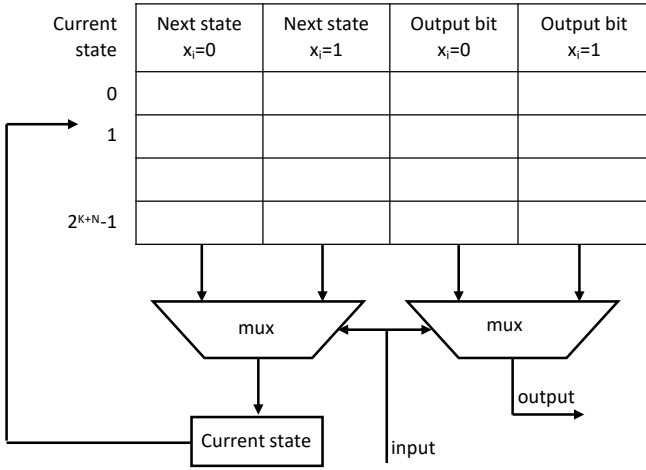 Current state
Next state xᵢ=0
Next state xᵢ=1
Output bit xᵢ=0
Output bit xᵢ=1
0
1
2ᴷ⁺ᴺ-1
mux
mux
output
Current state
input